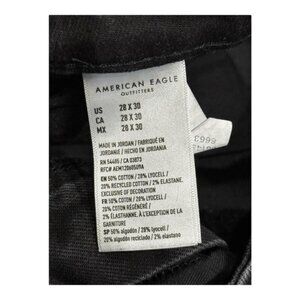 AMERICAN EAGLE
OUTFITTERS
US 28 X 30
CA 28 X 30
MX 28 X 30
MADE IN JORDAN / FABRIQUÉ EN
JORDANIE / HECHO EN JORDANIA
RN 54485 / CA 03073
EN 50% COTTON / 28% LYOCELL /
20% RECYCLED COTTON / 2% ELASTANE.
EXCLUSIVE OF DECORATION
FR 50% COTON / 28% LYOCELL /
20% COTON RÉGÉNÉRÉ /
2% ÉLASTHANNE. À L'EXCEPTION DE LA
GARNITURE
SP 50% algodón / 28% lyocell /
20% algodón reciclado / 2% elastano